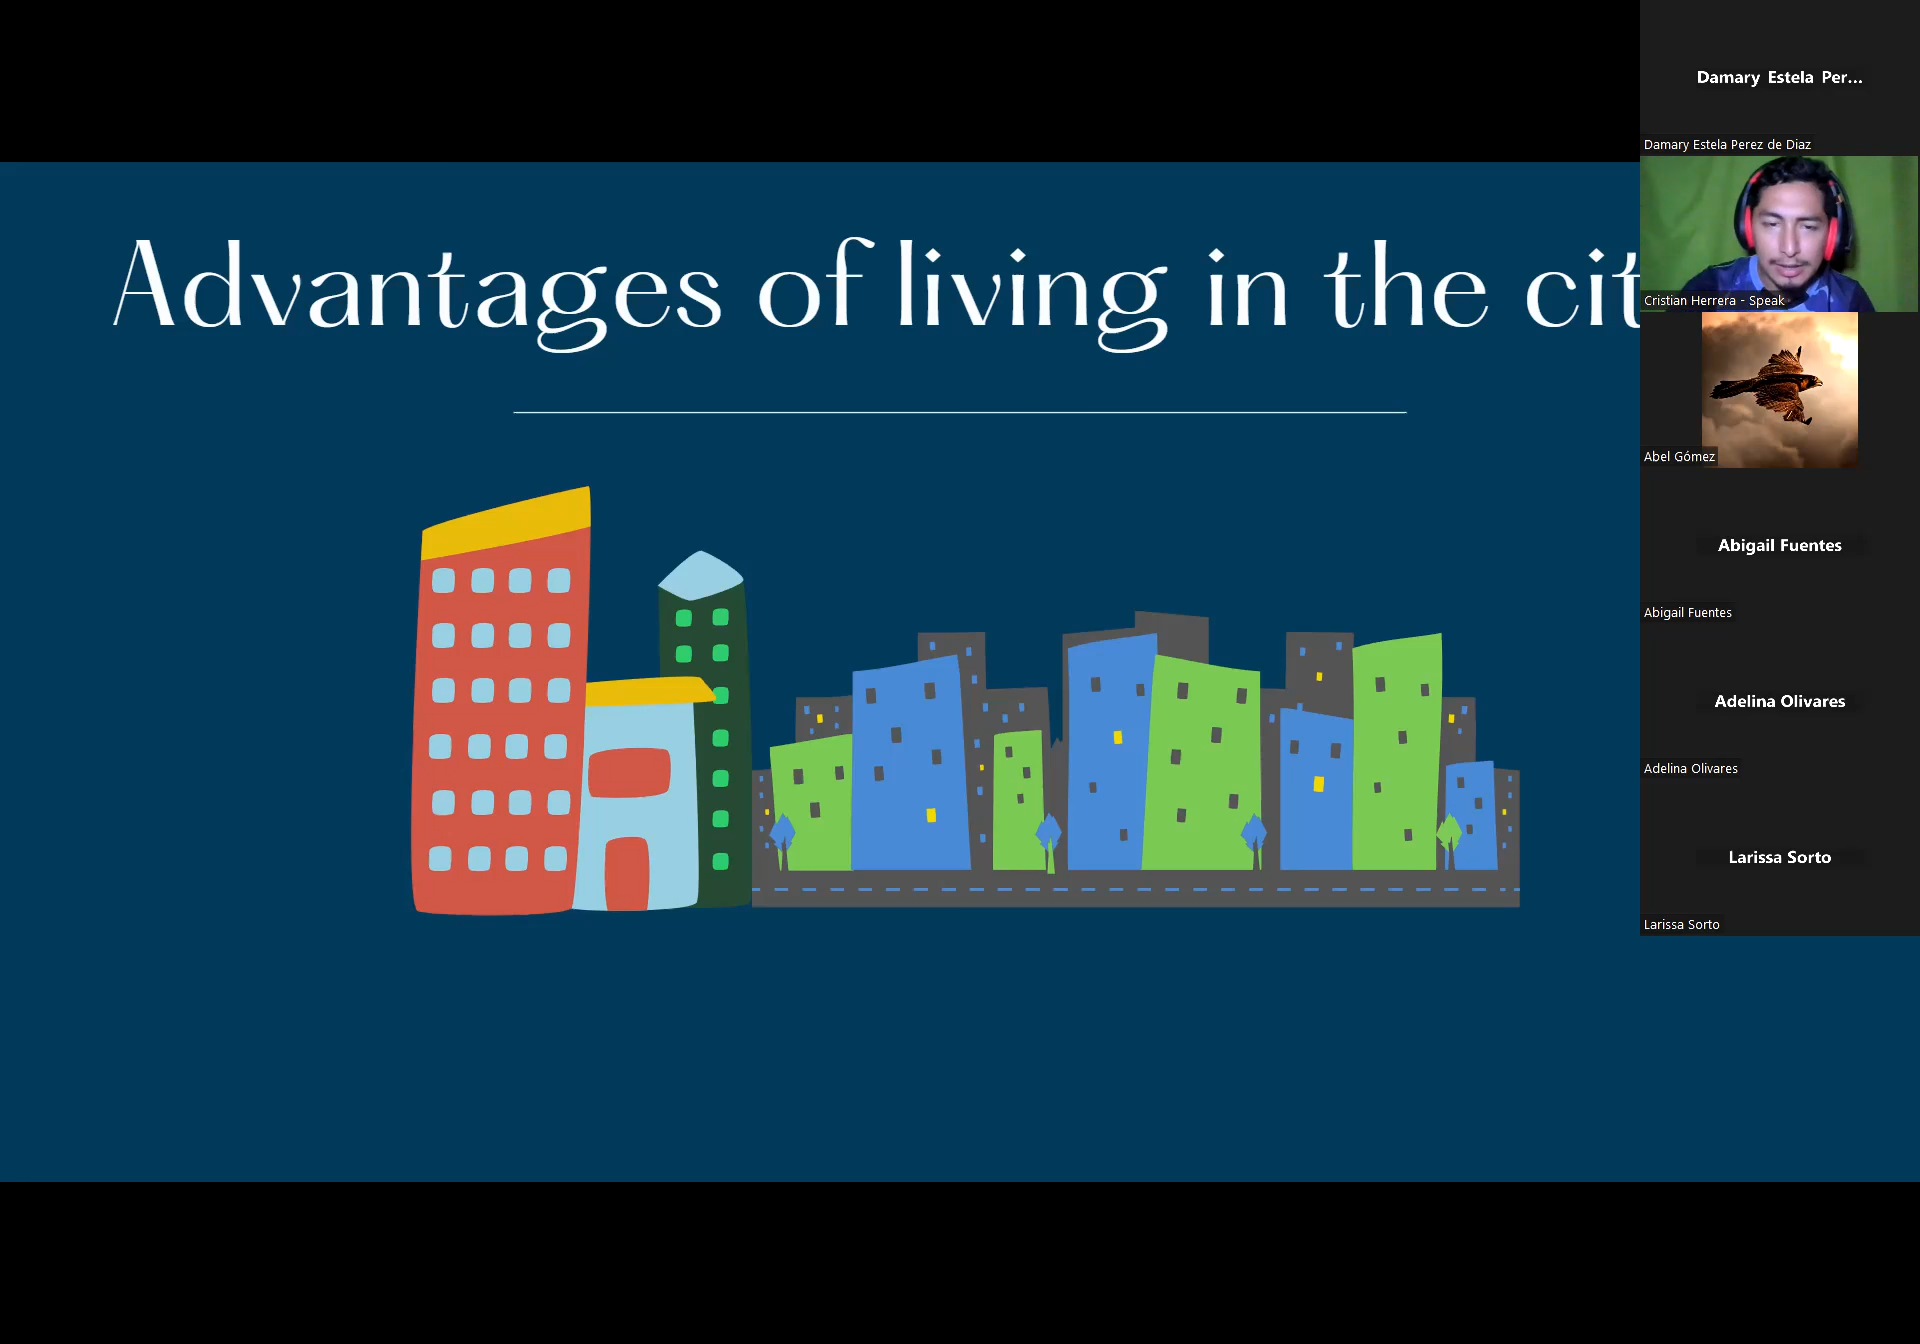 Advantages of living in the cit
Damary Estela Per...
Damary Estela Perez de Diaz
Cristian Herrera - Speak
Abel Gómez
Abigail Fuentes
Abigail Fuentes
Adelina Olivares
Adelina Olivares
Larissa Sorto
Larissa Sorto